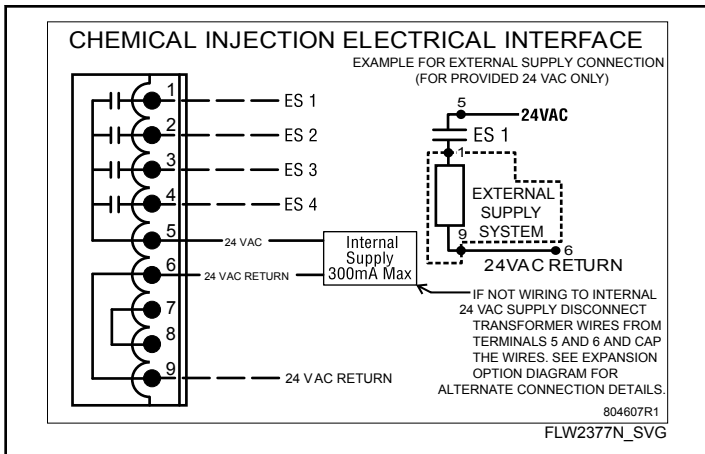 CHEMICAL INJECTION ELECTRICAL INTERFACE
EXAMPLE FOR EXTERNAL SUPPLY CONNECTION
(FOR PROVIDED 24 VAC ONLY)
1
ES 1
2
ES 2
3
ES 3
4
ES 4
5
24 VAC
6
24 VAC RETURN
7
8
9
24 VAC RETURN
Internal
Supply
300mA Max
5
24VAC
ES 1
1
EXTERNAL
SUPPLY
SYSTEM
9
6
24VAC RETURN
IF NOT WIRING TO INTERNAL
24 VAC SUPPLY DISCONNECT
TRANSFORMER WIRES FROM
TERMINALS 5 AND 6 AND CAP
THE WIRES. SEE EXPANSION
OPTION DIAGRAM FOR
ALTERNATE CONNECTION DETAILS.
804607R1
FLW2377N_SVG